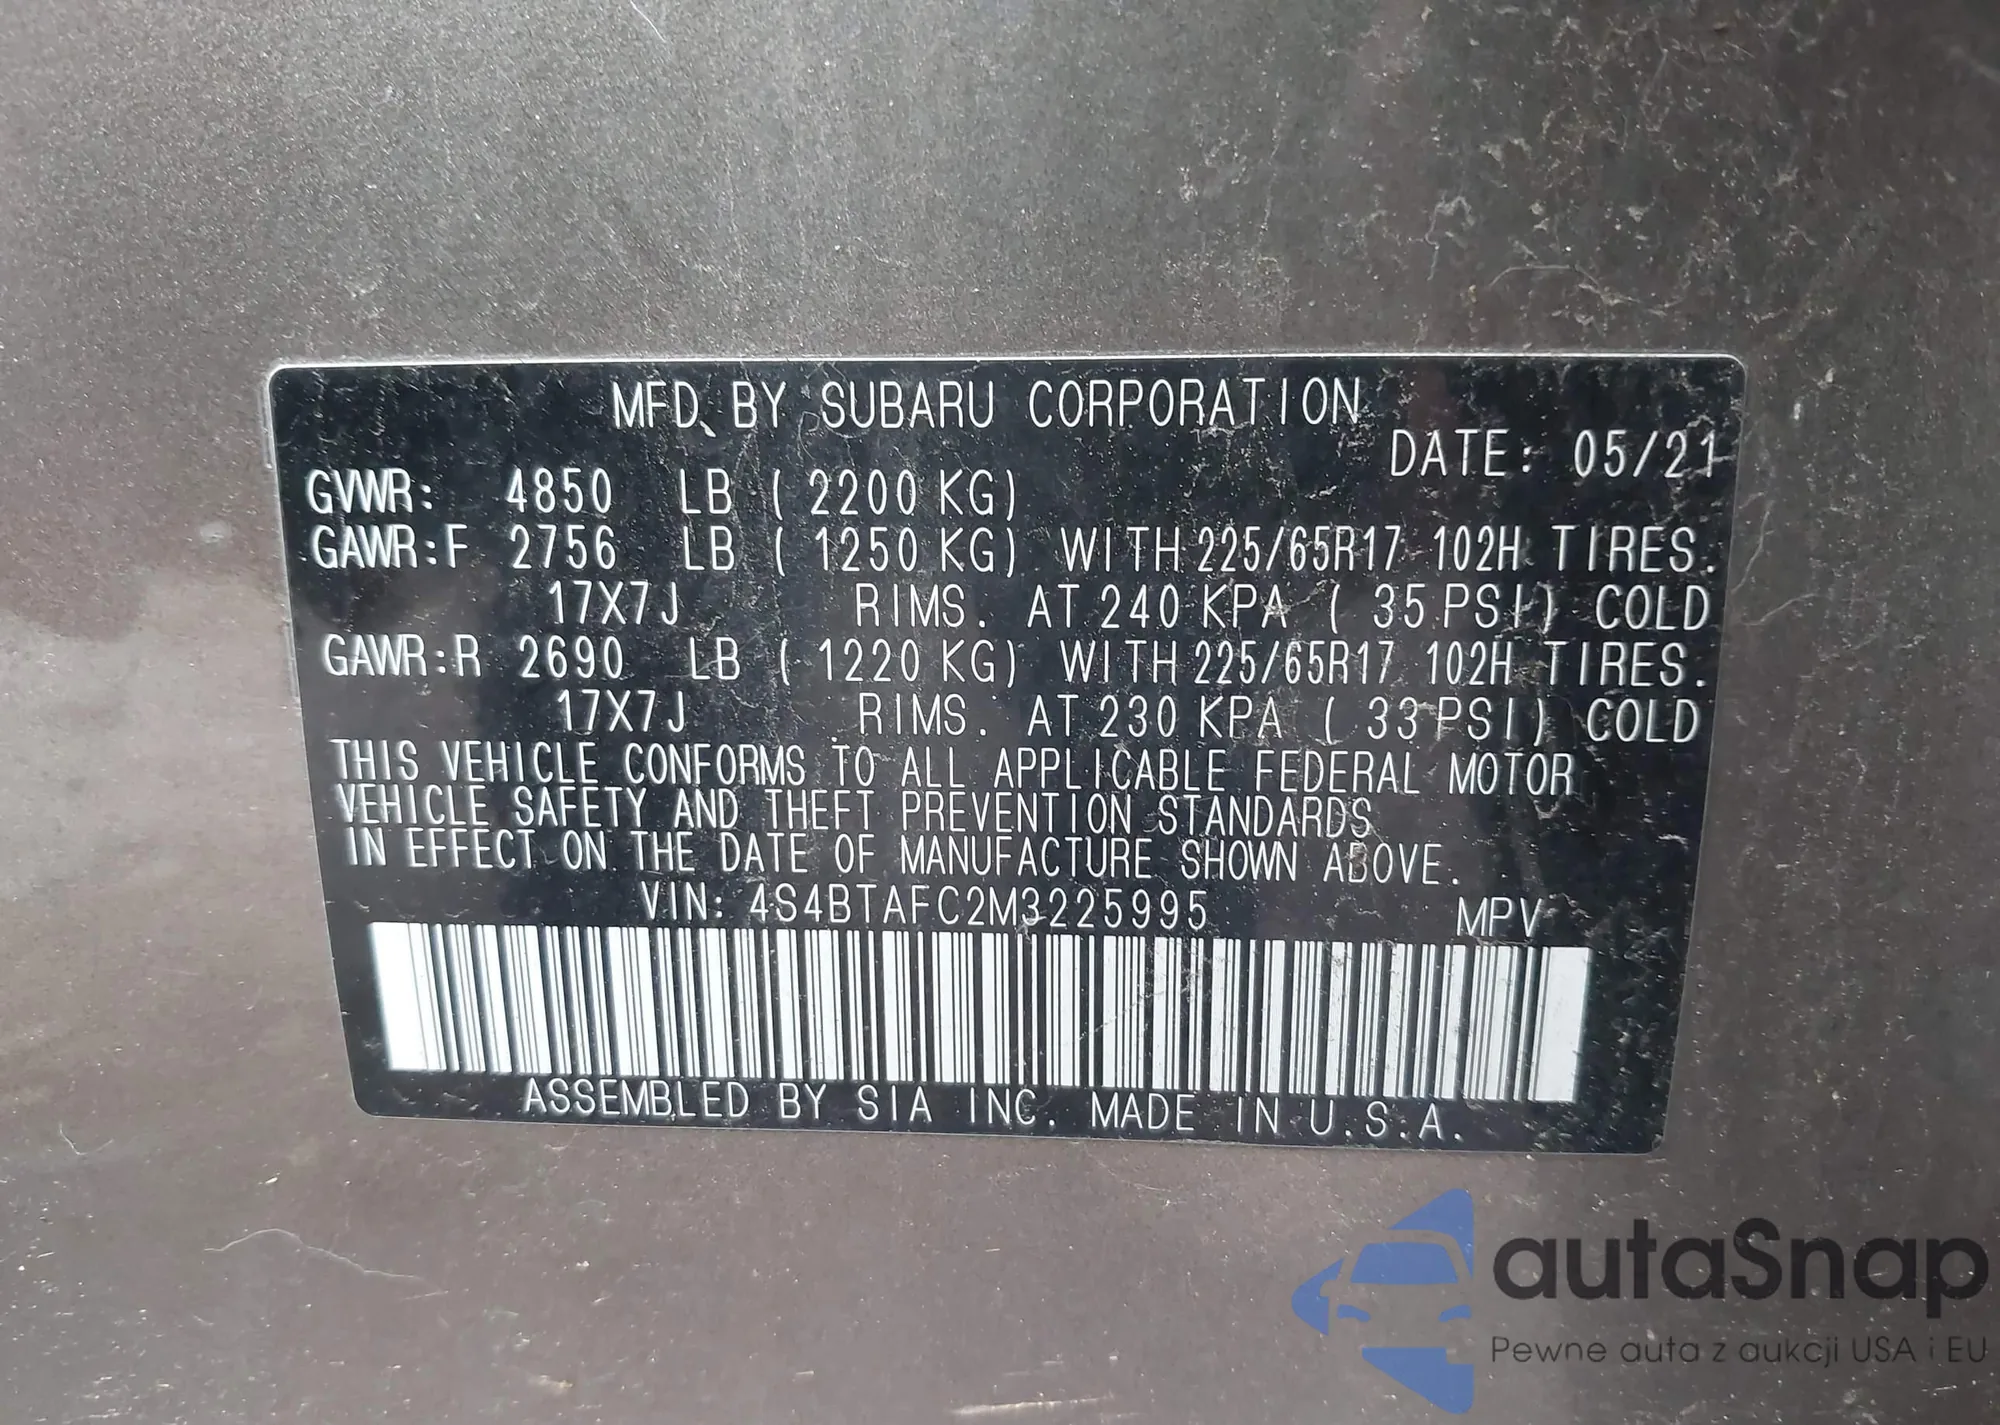 MFD. BY SUBARU CORPORATION
DATE: 05/21
GVWR: 4850 LB ( 2200 KG)
GAWR:F 2756 LB ( 1250 KG) WITH 225/65R17 102H TIRES.
17X7J RIMS. AT 240 KPA ( 35 PSI) COLD
GAWR:R 2690 LB ( 1220 KG) WITH 225/65R17 102H TIRES.
17X7J RIMS. AT 230 KPA ( 33 PSI) COLD
THIS VEHICLE CONFORMS TO ALL APPLICABLE FEDERAL MOTOR
VEHICLE SAFETY AND THEFT PREVENTION STANDARDS
IN EFFECT ON THE DATE OF MANUFACTURE SHOWN ABOVE.
VIN: 4S4BTAFC2M3225995 MPV
ASSEMBLED BY SIA INC. MADE IN U.S.A.
autaSnap
Pewne auta z aukcji USA i EU